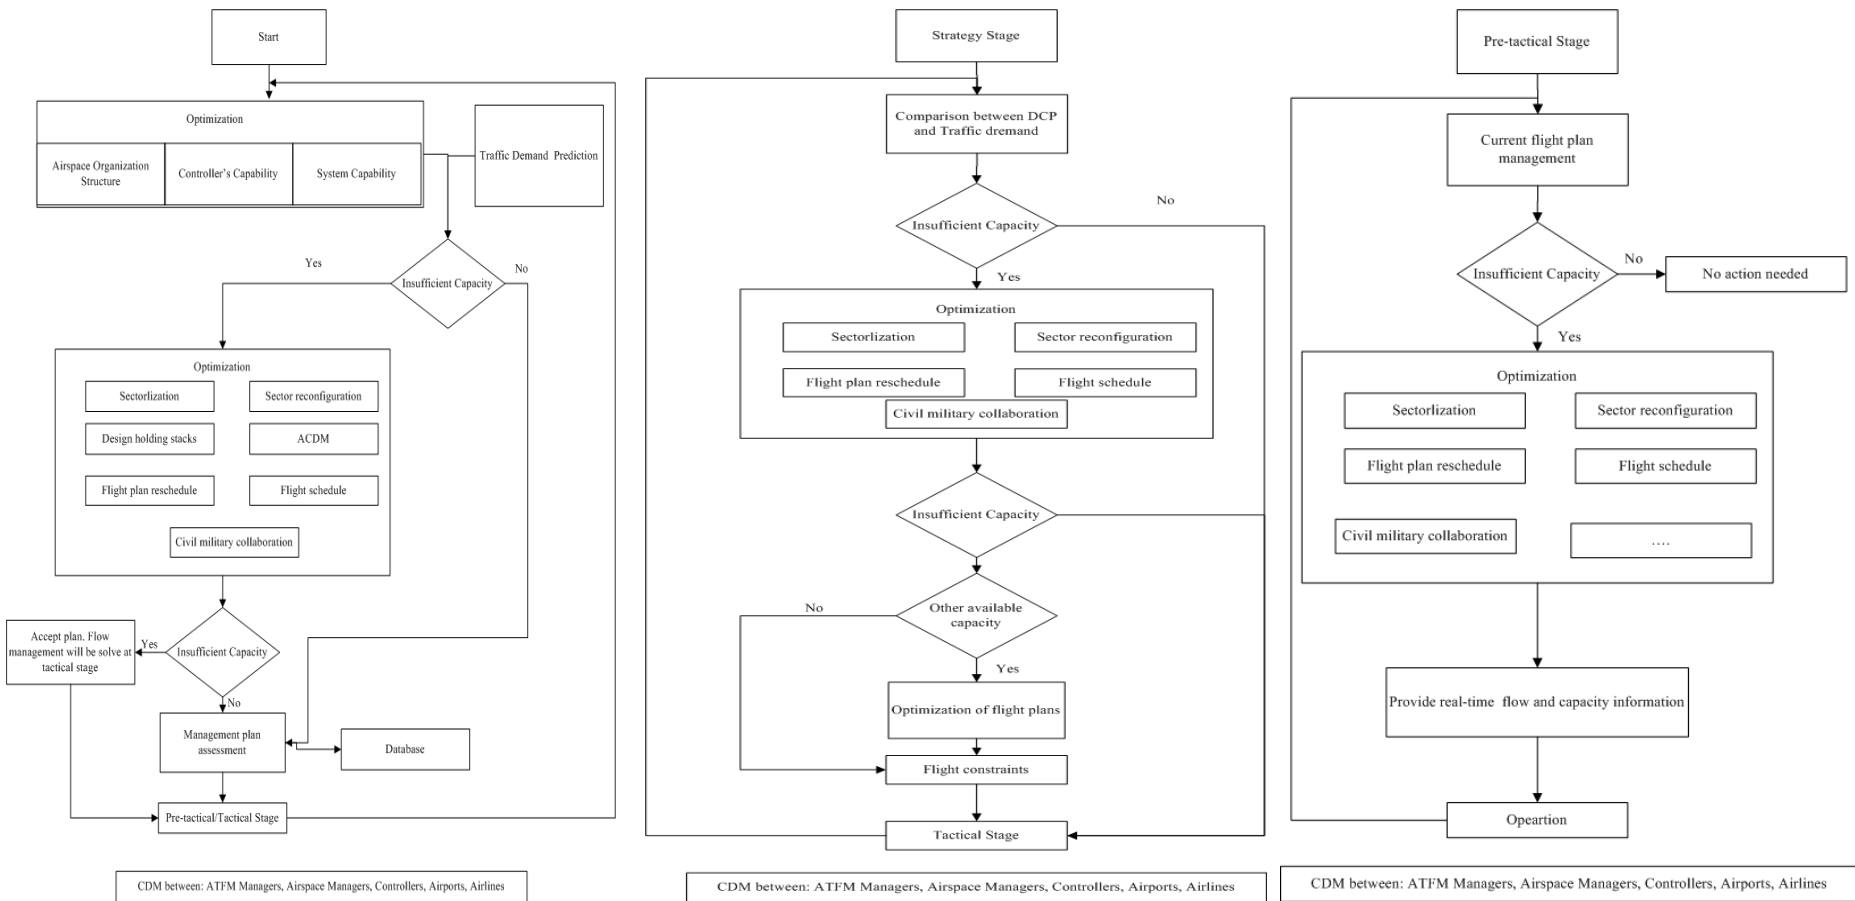 Start
Optimization
Airspace Organization
Structure
Controller's Capability
System Capability
Traffic Demand Prediction
Insufficient Capacity
Yes
No
Optimization
Sectorlization
Sector reconfiguration
Design holding stacks
ACDM
Flight plan reschedule
Flight schedule
Civil military collaboration
Insufficient Capacity
Yes
No
Accept plan. Flow
management will be solve at
tactical stage
Management plan
assessment
Database
Pre-tactical/Tactical Stage
CDM between: ATFM Managers, Airspace Managers, Controllers, Airports, Airlines
Strategy Stage
Comparison between DCP
and Traffic dremand
Insufficient Capacity
No
Yes
Optimization
Sectorlization
Sector reconfiguration
Flight plan reschedule
Flight schedule
Civil military collaboration
Insufficient Capacity
Other available
capacity
No
Yes
Optimization of flight plans
Flight constraints
Tactical Stage
CDM between: ATFM Managers, Airspace Managers, Controllers, Airports, Airlines
Pre-tactical Stage
Current flight plan
management
Insufficient Capacity
No
No action needed
Yes
Optimization
Sectorlization
Sector reconfiguration
Flight plan reschedule
Flight schedule
Civil military collaboration
....
Provide real-time flow and capacity information
Opeartion
CDM between: ATFM Managers, Airspace Managers, Controllers, Airports, Airlines